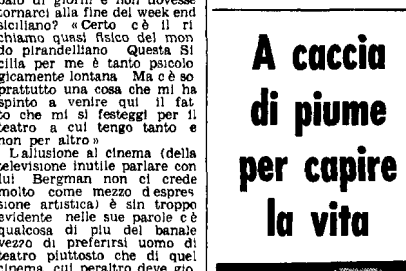 paio di giorni e non dovesse
tornarci alla fine del week end
siciliano? «Certo c è il ri
chiamo quasi fisico del mon
do pirandelliano Questa Si
cilia per me è tanto psicolo
gicamente lontana Ma c è so
prattutto una cosa che mi ha
spinto a venire qui il fat
to che mi si festeggi per il
teatro a cui tengo tanto e
non per altro»
L'allusione al cinema (della
televisione inutile parlare con
lui Bergman non ci crede
molto come mezzo d espres
sione artistica) è sin troppo
evidente nelle sue parole c è
qualcosa di piu del banale
vezzo di preferirsi uomo di
teatro piuttosto che di quel
cinema cui peraltro deve gio
A caccia
di piume
per capire
la vita